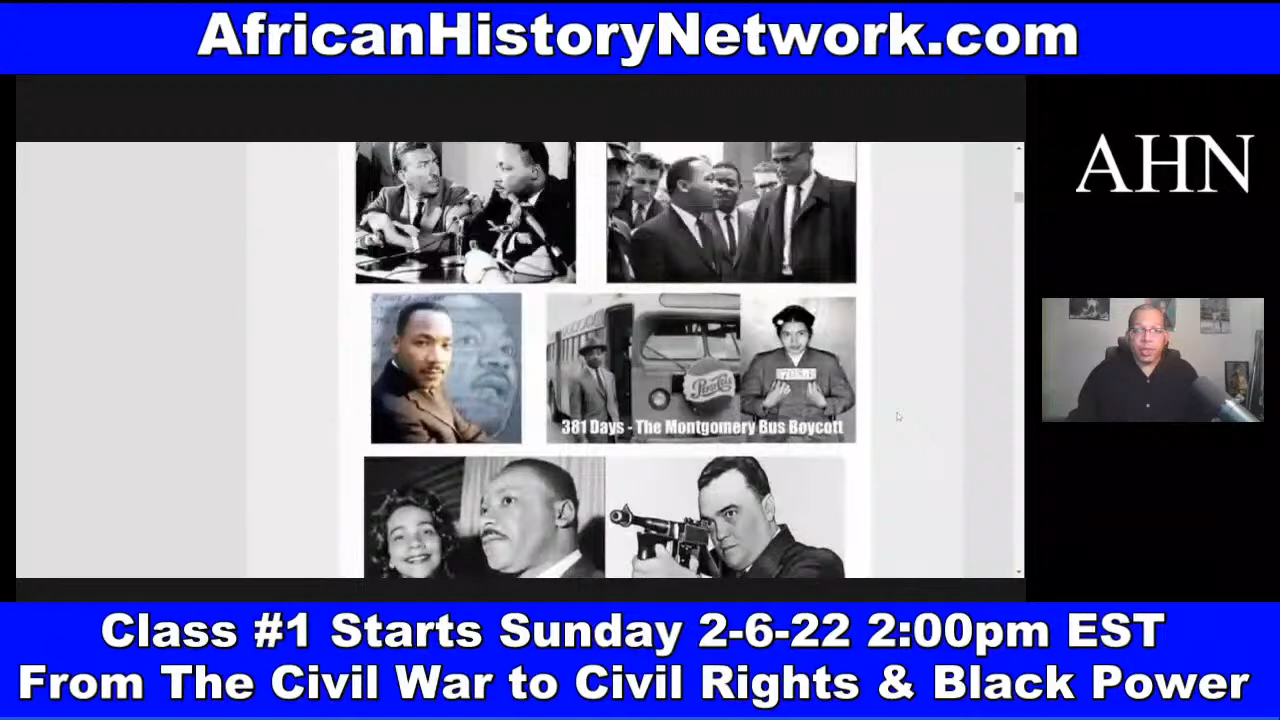 AfricanHistoryNetwork.com
AHN
381 Days - The Montgomery Bus Boycott
Class #1 Starts Sunday 2-6-22 2:00pm EST
From The Civil War to Civil Rights & Black Power